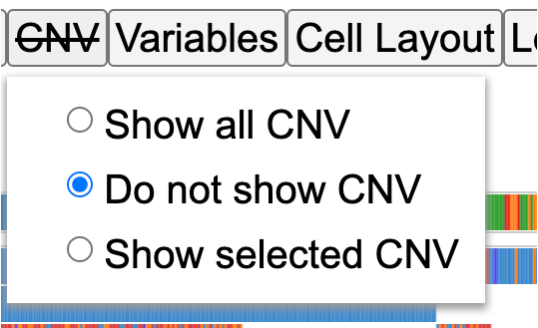 CNV Variables Cell Layout
Show all CNV
Do not show CNV
Show selected CNV